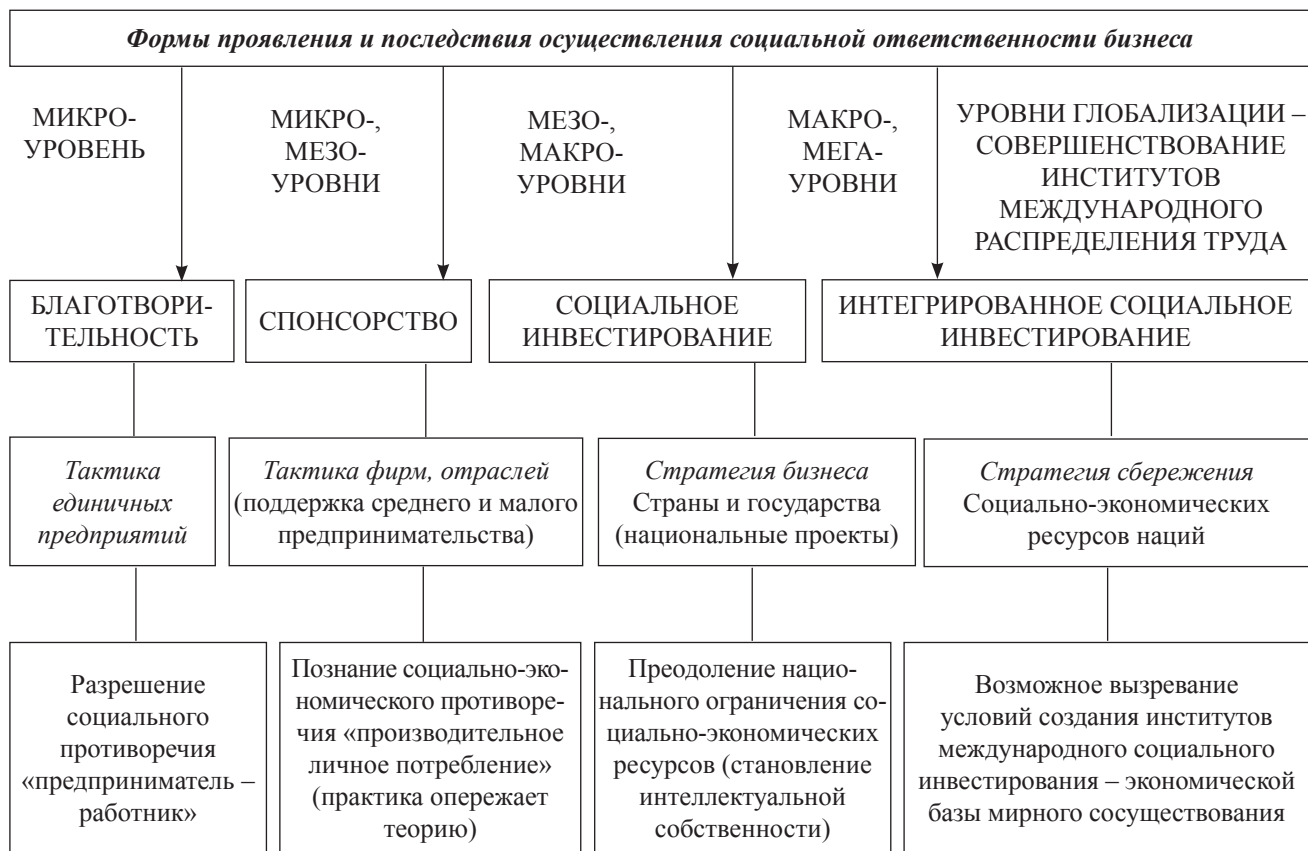 Формы проявления и последствия осуществления социальной ответственности бизнеса
МИКРО-
УРОВЕНЬ
МИКРО-,
МЕЗО-
УРОВНИ
МЕЗО-,
МАКРО-
УРОВНИ
МАКРО-,
МЕГА-
УРОВНИ
УРОВНИ ГЛОБАЛИЗАЦИИ –
СОВЕРШЕНСТВОВАНИЕ
ИНСТИТУТОВ
МЕЖДУНАРОДНОГО
РАСПРЕДЕЛЕНИЯ ТРУДА
БЛАГОТВОРИ-
ТЕЛЬНОСТЬ
СПОНСОРСТВО
СОЦИАЛЬНОЕ
ИНВЕСТИРОВАНИЕ
ИНТЕГРИРОВАННОЕ СОЦИАЛЬНОЕ
ИНВЕСТИРОВАНИЕ
Тактика
единичных
предприятий
Тактика фирм, отраслей
(поддержка среднего и малого
предпринимательства)
Стратегия бизнеса
Страны и государства
(национальные проекты)
Стратегия сбережения
Социально-экономических
ресурсов наций
Разрешение
социального
противоречия
«предприниматель –
работник»
Познание социально-эко-
номического противоре-
чия «производительное
личное потребление»
(практика опережает
теорию)
Преодоление нацио-
нального ограничения со-
циально-экономических
ресурсов (становление
интеллектуальной
собственности)
Возможное вызревание
условий создания институтов
международного социального
инвестирования – экономической
базы мирного сосуществования